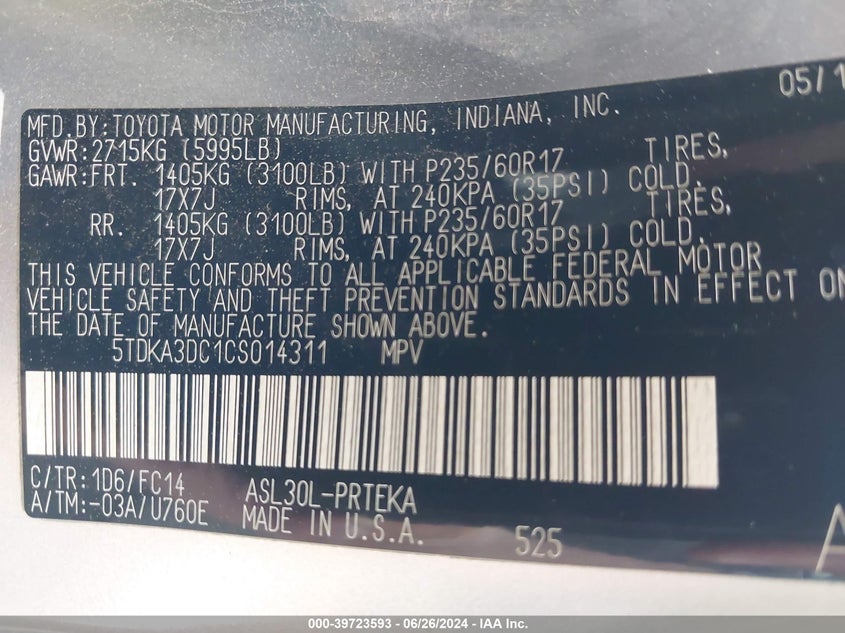 05/1
MFD.BY:TOYOTA MOTOR MANUFACTURING, INDIANA, INC.
GVWR:2715KG (5995LB)
GAWR:FRT. 1405KG (3100LB) WITH P235/60R17 TIRES,
17X7J RIMS, AT 240KPA (35PSI) COLD.
RR. 1405KG (3100LB) WITH P235/60R17 TIRES,
17X7J RIMS, AT 240KPA (35PSI) COLD.
THIS VEHICLE CONFORMS TO ALL APPLICABLE FEDERAL MOTOR
VEHICLE SAFETY AND THEFT PREVENTION STANDARDS IN EFFECT ON
THE DATE OF MANUFACTURE SHOWN ABOVE.
5TDKA3DC1CS014311 MPV
C/TR:1D6/FC14 ASL30L-PRTEKA
A/TM:-03A/U760E MADE IN U.S.A. 525
A
000-39723593 - 06/26/2024 - IAA Inc.